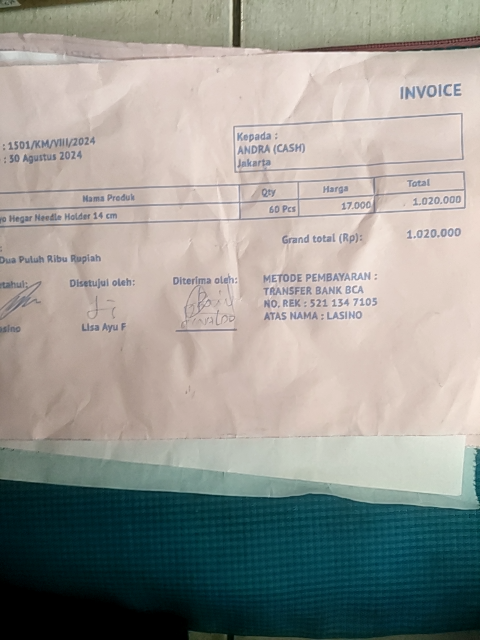 INVOICE
: 1501/KM/VIII/2024
: 30 Agustus 2024
Kepada :
ANDRA (CASH)
Jakarta
Nama Produk Qty Harga Total
yo Hegar Needle Holder 14 cm 60 Pcs 17.000 1.020.000
Grand total (Rp): 1.020.000
Dua Puluh Ribu Rupiah
etahui: Disetujui oleh: Diterima oleh:
asino Lisa Ayu F
METODE PEMBAYARAN :
TRANSFER BANK BCA
NO. REK : 521 134 7105
ATAS NAMA : LASINO